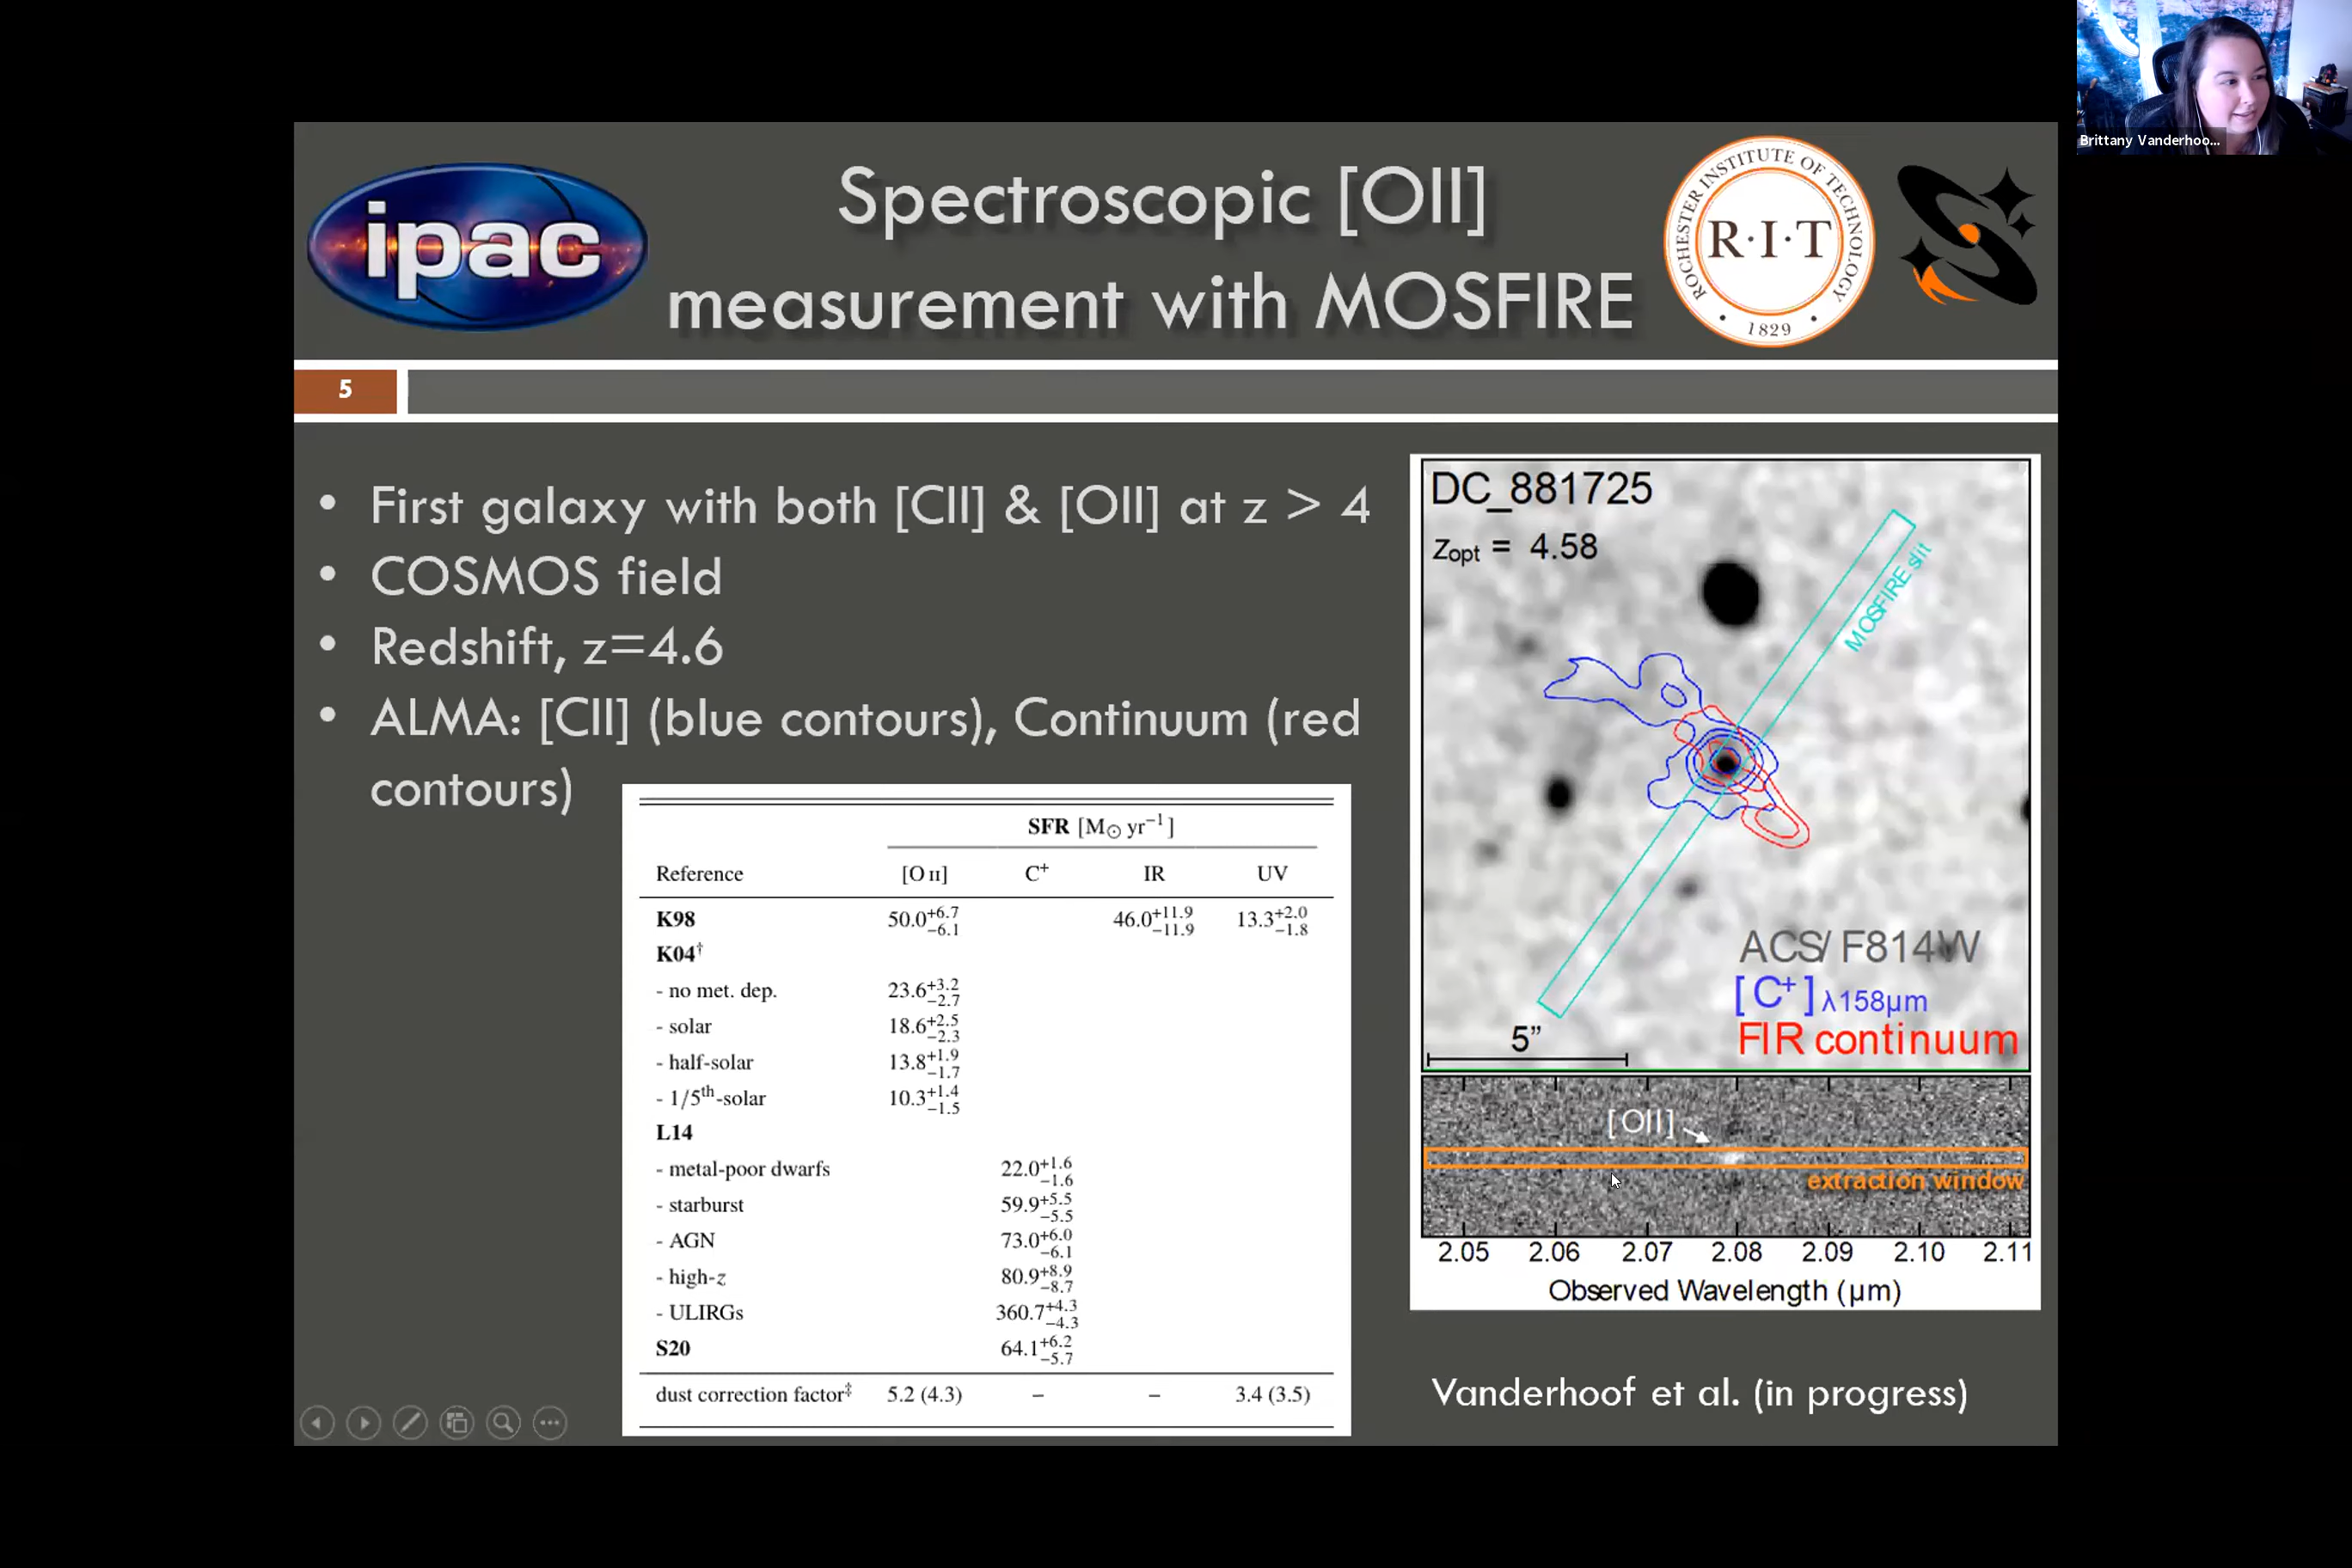 Brittany Vanderhoo...
ipac
Spectroscopic [OII]
measurement with MOSFIRE
ROCHESTER INSTITUTE OF TECHNOLOGY
R·I·T
• 1829 •
5
• First galaxy with both [CII] & [OII] at z > 4
• COSMOS field
• Redshift, z=4.6
• ALMA: [CII] (blue contours), Continuum (red
contours)
SFR [M⊙ yr⁻¹]
Reference [O II] C⁺ IR UV
K98 50.0+6.7−6.1 46.0+11.9−11.9 13.3+2.0−1.8
K04†
- no met. dep. 23.6+3.2−2.7
- solar 18.6+2.5−2.3
- half-solar 13.8+1.9−1.7
- 1/5th-solar 10.3+1.4−1.5
L14
- metal-poor dwarfs 22.0+1.6−1.6
- starburst 59.9+5.5−5.5
- AGN 73.0+6.0−6.1
- high-z 80.9+8.9−8.7
- ULIRGs 360.7+4.3−4.3
S20 64.1+6.2−5.7
dust correction factor‡ 5.2 (4.3) – – 3.4 (3.5)
DC_881725
zopt = 4.58
MOSFIRE slit
ACS/ F814W
[C⁺] λ158μm
FIR continuum
5”
[OII]
extraction window
2.05 2.06 2.07 2.08 2.09 2.10 2.11
Observed Wavelength (μm)
Vanderhoof et al. (in progress)